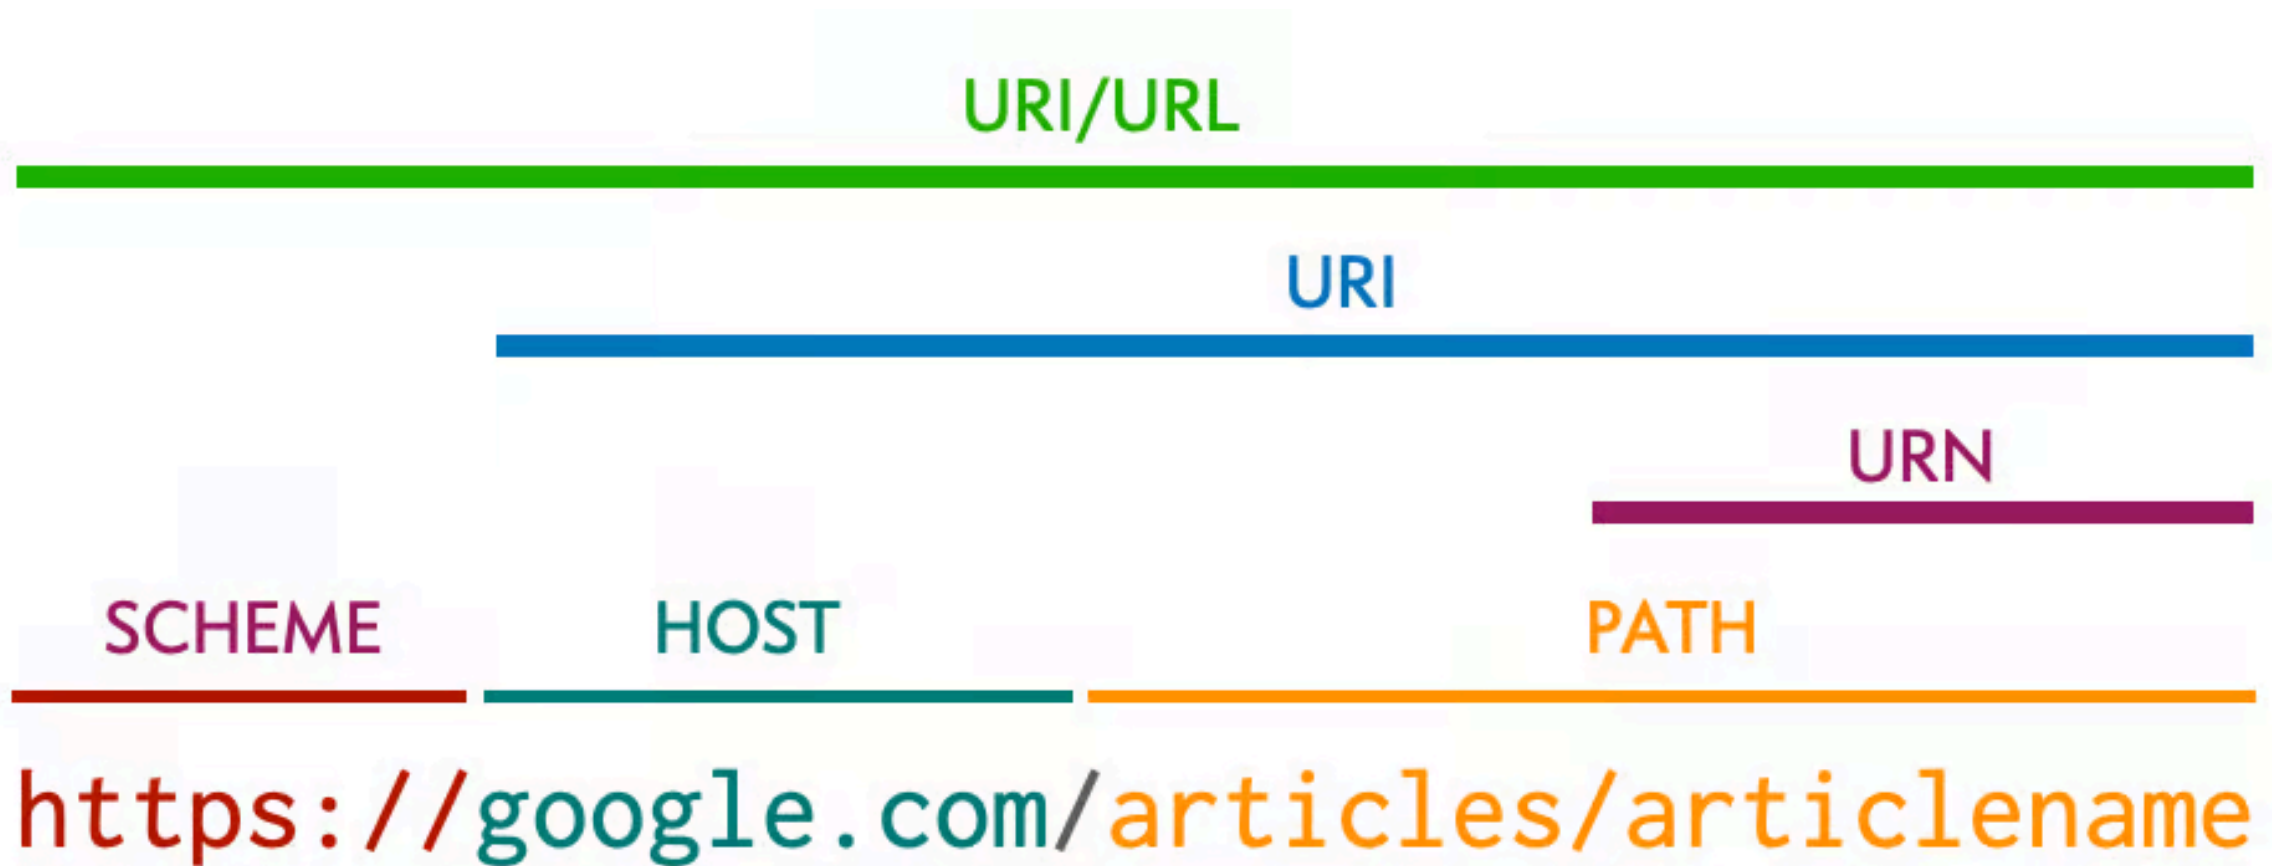 URI/URL
URI
URN
SCHEME HOST PATH
https://google.com/articles/articlename